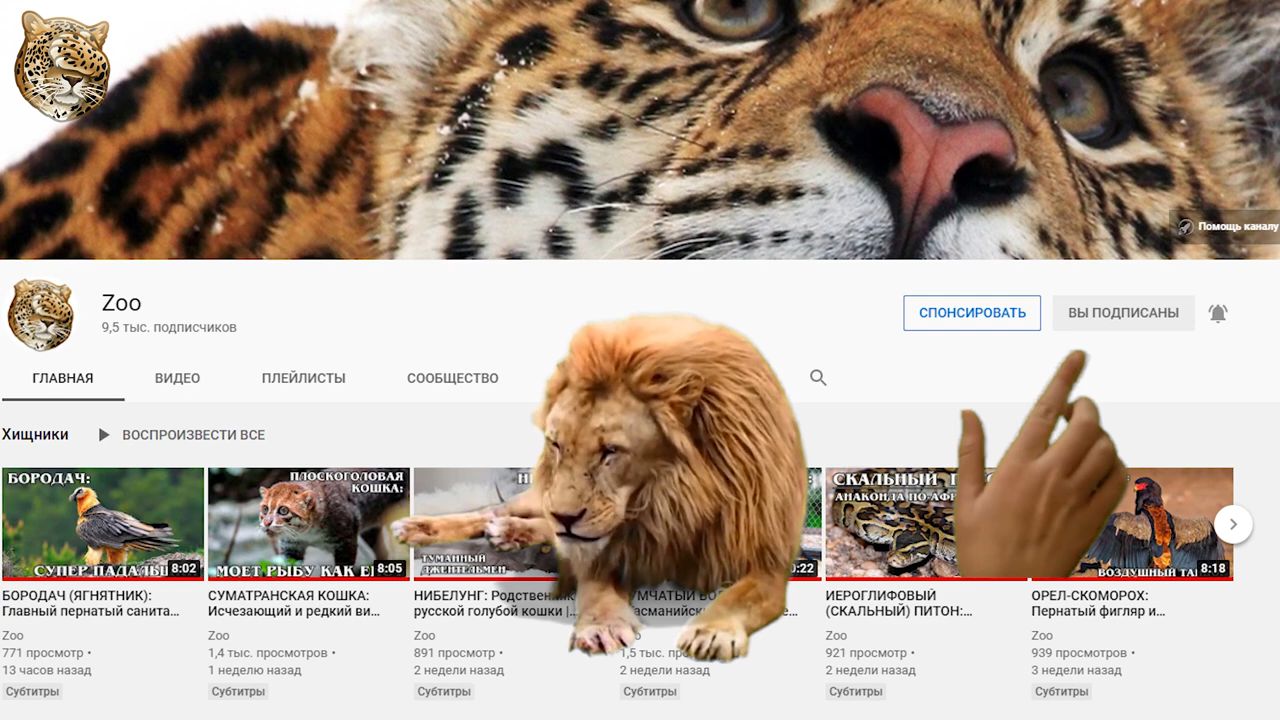 Помощь каналу
Zoo
9,5 тыс. подписчиков
СПОНСИРОВАТЬ
ВЫ ПОДПИСАНЫ
ГЛАВНАЯ
ВИДЕО
ПЛЕЙЛИСТЫ
СООБЩЕСТВО
Хищники
ВОСПРОИЗВЕСТИ ВСЕ
БОРОДАЧ:
8:02
БОРОДАЧ (ЯГНЯТНИК):
Главный пернатый санита...
Zoo
771 просмотр •
13 часов назад
Субтитры
ПЛОСКОГОЛОВАЯ
КОШКА:
МОЕТ РЫБУ КАК
8:05
СУМАТРАНСКАЯ КОШКА:
Исчезающий и редкий ви...
Zoo
1,4 тыс. просмотров •
1 неделю назад
Субтитры
ТУМАННЫЙ
ДЖЕНТЕЛЬМЕН
НИБЕЛУНГ:
русской голубой кошки |...
Zoo
891 просмотр •
2 недели назад
Субтитры
1,5 тыс.
2 недели назад
Субтитры
СКАЛЬНЫЙ
АНАКОНДА ПО
ИЕРОГЛИФОВЫЙ
(СКАЛЬНЫЙ) ПИТОН:...
Zoo
921 просмотр •
2 недели назад
Субтитры
ВОЗДУШНЫЙ
8:18
ОРЕЛ-СКОМОРОХ:
Пернатый фигляр и...
Zoo
939 просмотров •
3 недели назад
Субтитры